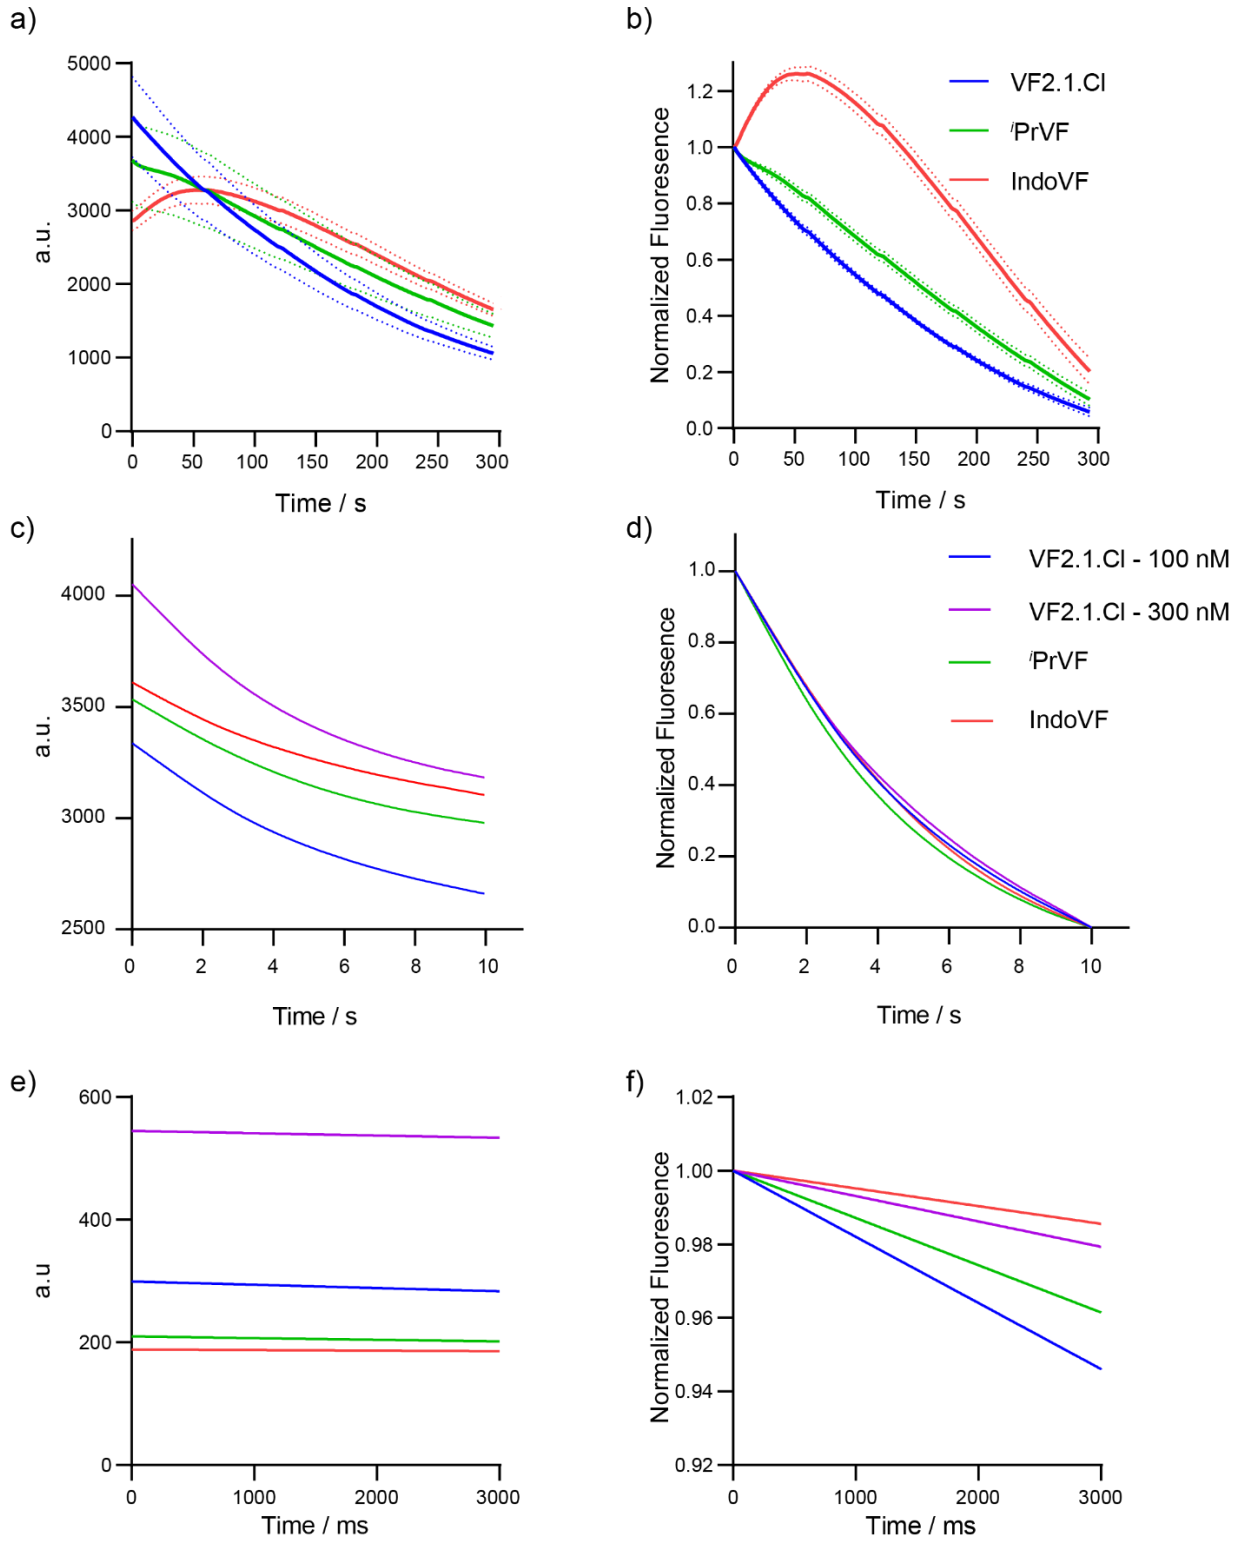 a)
5000
4000
3000
2000
1000
0
a.u.
0 50 100 150 200 250 300
Time / s
b)
1.2
1.0
0.8
0.6
0.4
0.2
0.0
Normalized Fluoresence
0 50 100 150 200 250 300
Time / s
VF2.1.Cl
iPrVF
IndoVF
c)
4000
3500
3000
2500
a.u.
0 2 4 6 8 10
Time / s
d)
1.0
0.8
0.6
0.4
0.2
0.0
Normalized Fluoresence
0 2 4 6 8 10
Time / s
VF2.1.Cl - 100 nM
VF2.1.Cl - 300 nM
iPrVF
IndoVF
e)
600
400
200
0
a.u
0 1000 2000 3000
Time / ms
f)
1.02
1.00
0.98
0.96
0.94
0.92
Normalized Fluoresence
0 1000 2000 3000
Time / ms